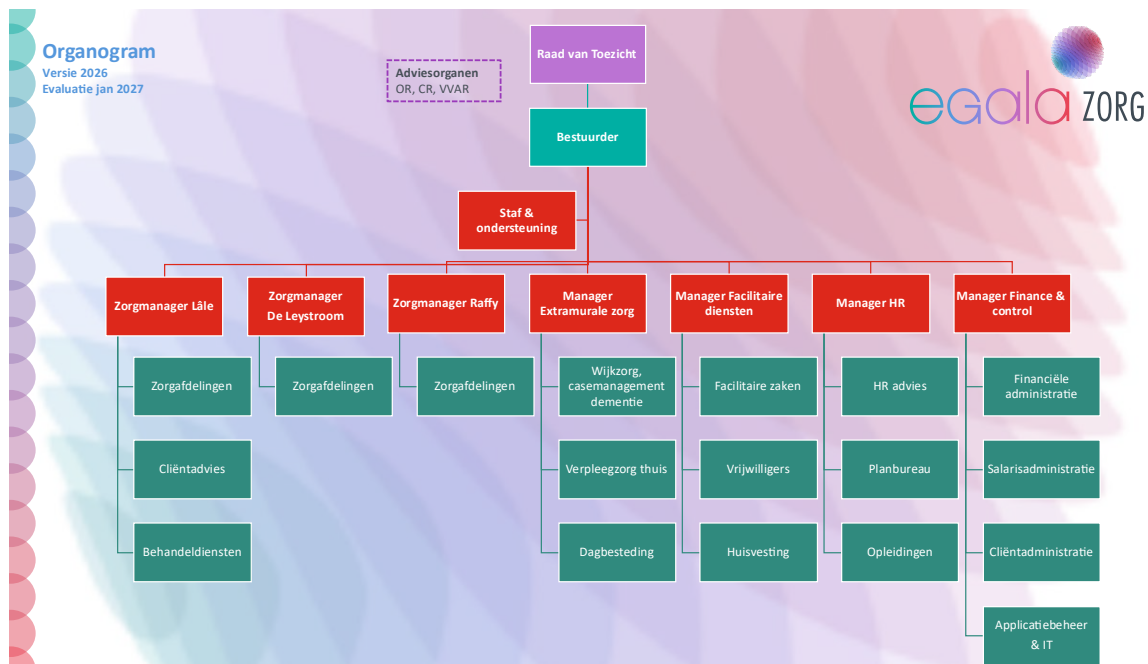 Organogram
Versie 2026
Evaluatie jan 2027
Adviesorganen
OR, CR, VVAR
Raad van Toezicht
egala ZORG
Bestuurder
Staf &
ondersteuning
Zorgmanager Lâle
Zorgmanager
De Leystroom
Zorgmanager Raffy
Manager
Extramurale zorg
Manager Facilitaire
diensten
Manager HR
Manager Finance &
control
Zorgafdelingen
Zorgafdelingen
Zorgafdelingen
Wijkzorg,
casemanagement
dementie
Facilitaire zaken
HR advies
Financiële
administratie
Cliëntadvies
Verpleegzorg thuis
Vrijwilligers
Planbureau
Salarisadministratie
Behandeldiensten
Dagbesteding
Huisvesting
Opleidingen
Cliëntadministratie
Applicatiebeheer
& IT